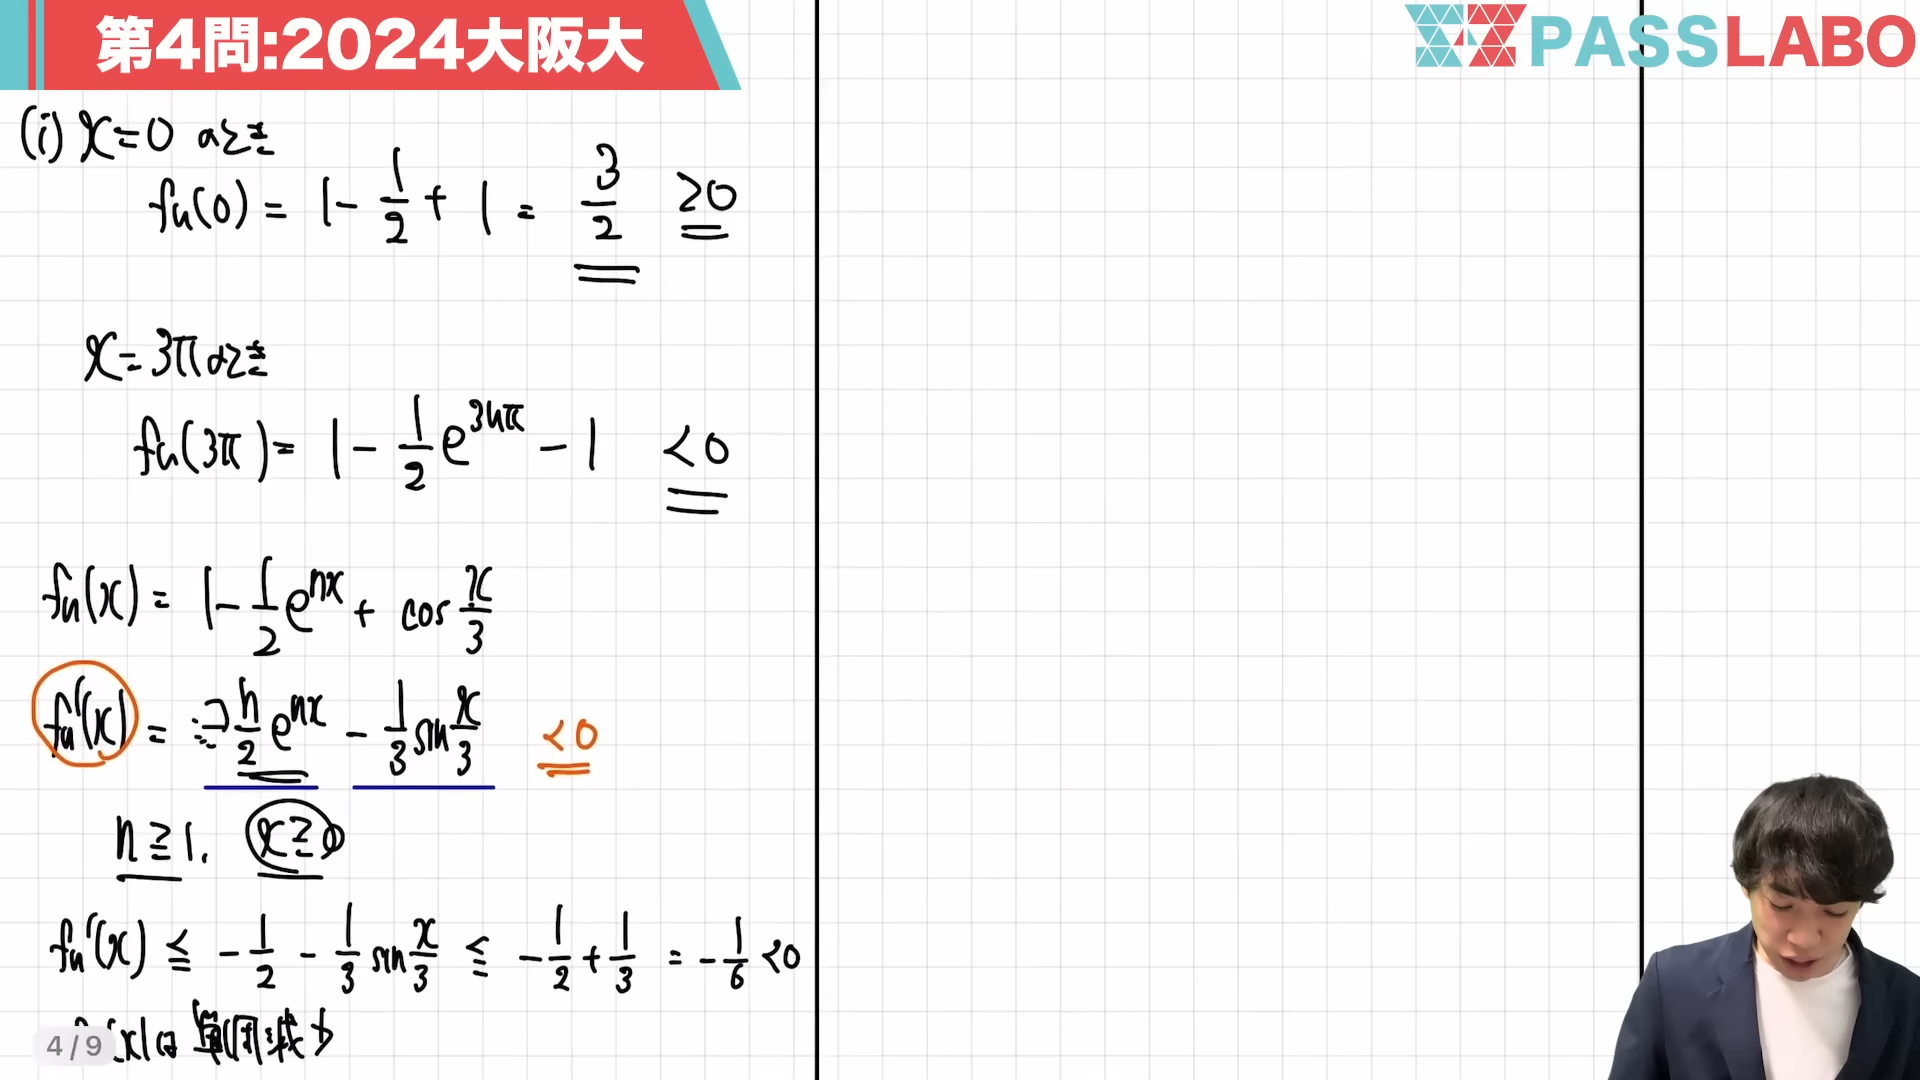 第4問:2024大阪大
PASSLABO
(i) x=0 のとき
fn(0) = 1 - 1/2 + 1 = 3/2 ≥0
x=3π のとき
fn(3π) = 1 - 1/2 e^{3nπ} - 1 <0
fn(x) = 1 - 1/2 e^{nx} + cos x/3
fn'(x) = - n/2 e^{nx} - 1/3 sin x/3 <0
n ≧ 1. x ≧ 0
fn'(x) ≦ - 1/2 - 1/3 sin x/3 ≦ - 1/2 + 1/3 = - 1/6 <0
(x)は 単調減少
4 / 9